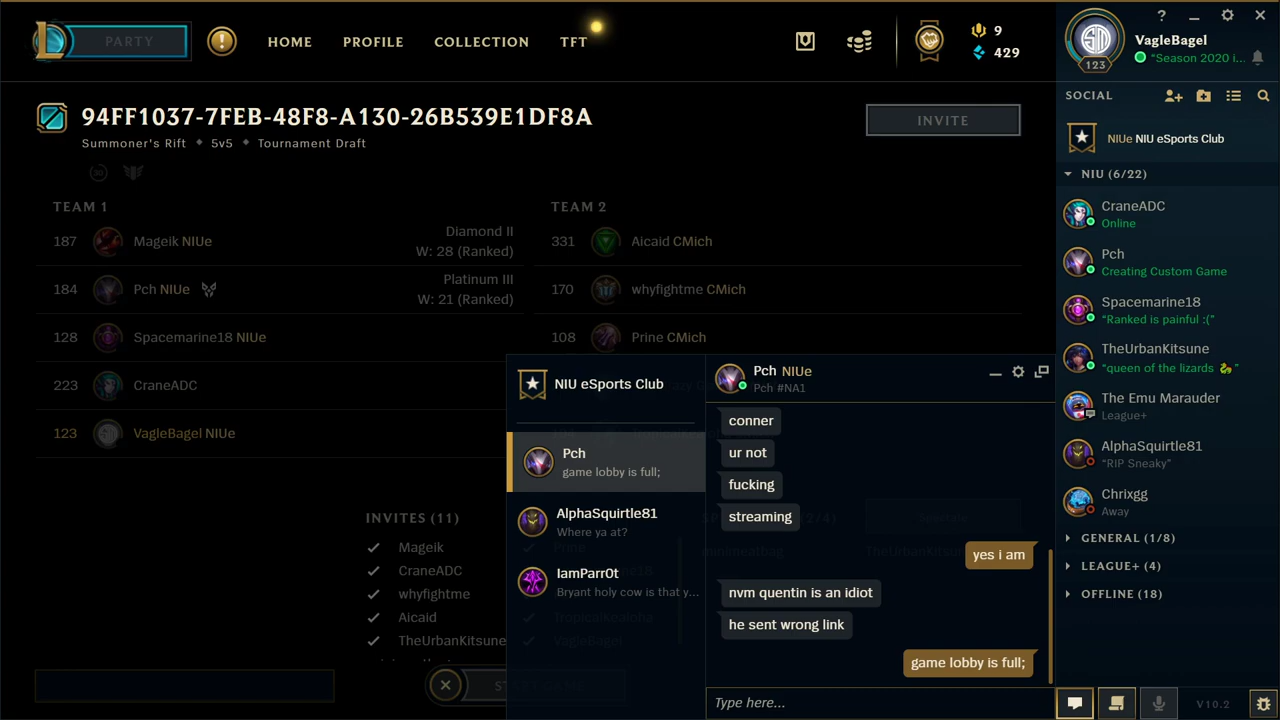 PARTY
HOME
PROFILE
COLLECTION
TFT
9
429
123
VagleBagel
"Season 2020 i...
94FF1037-7FEB-48F8-A130-26B539E1DF8A
INVITE
Summoner's Rift ◆ 5v5 ◆ Tournament Draft
30
TEAM 1
187 Mageik NIUe Diamond II
W: 28 (Ranked)
184 Pch NIUe Platinum III
W: 21 (Ranked)
128 Spacemarine18 NIUe
223 CraneADC
123 VagleBagel NIUe
TEAM 2
331 Aicaid CMich
170 whyfightme CMich
108 Prine CMich
INVITES (11)
Mageik
CraneADC
whyfightme
Aicaid
TheUrbanKitsune
Prine
TropicalKoaloha
VagleBagel
NIU eSports Club
Pch
game lobby is full;
AlphaSquirtle81
Where ya at?
IamParr0t
Bryant holy cow is that y...
Pch NIUe
Pch #NA1
conner
ur not
fucking
streaming
yes i am
nvm quentin is an idiot
he sent wrong link
game lobby is full;
Type here...
SOCIAL
NIUe NIU eSports Club
NIU (6/22)
CraneADC
Online
Pch
Creating Custom Game
Spacemarine18
"Ranked is painful :("
TheUrbanKitsune
"queen of the lizards 🐍"
The Emu Marauder
League+
AlphaSquirtle81
"RIP Sneaky"
Chrixgg
Away
GENERAL (1/8)
LEAGUE+ (4)
OFFLINE (18)
V10.2